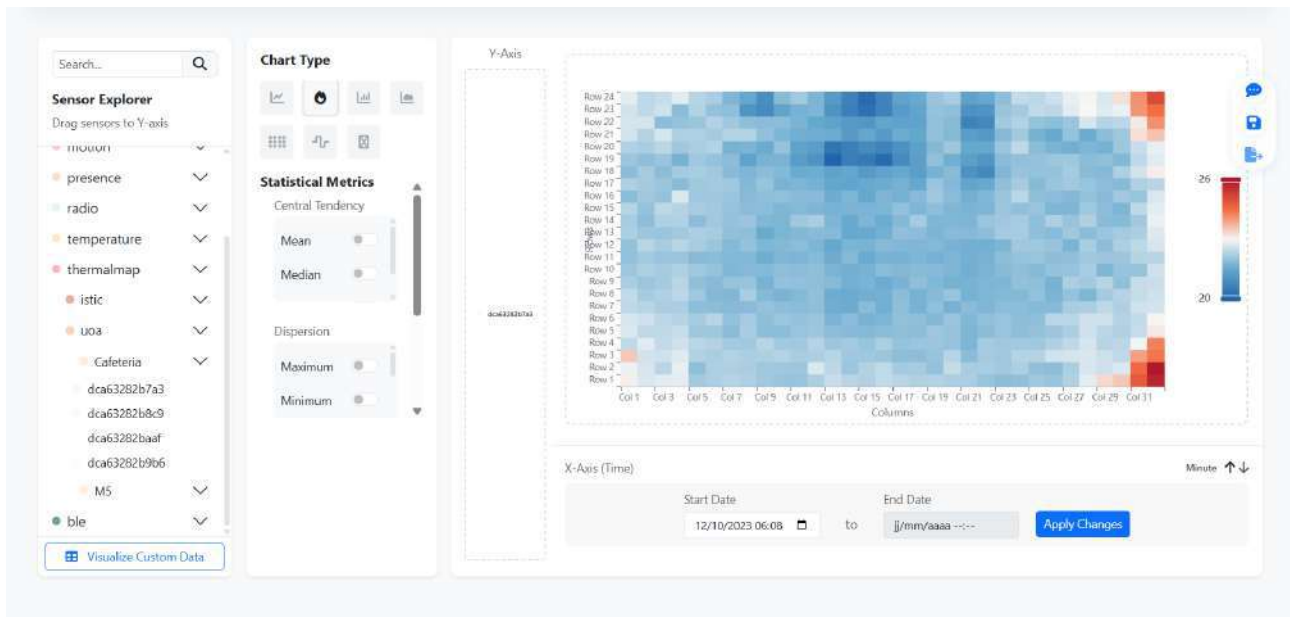 Search...
Sensor Explorer
Drag sensors to Y-axis
motion
presence
radio
temperature
thermalmap
istic
uoa
Cafeteria
dca63282b7a3
dca63282b8c9
dca63282baaf
dca63282b9b6
M5
ble
Visualize Custom Data
Chart Type
Statistical Metrics
Central Tendency
Mean
Median
Dispersion
Maximum
Minimum
Y-Axis
dca63282b7a3
Row 24
Row 23
Row 22
Row 21
Row 20
Row 19
Row 18
Row 17
Row 16
Row 15
Row 14
Row 13
Row 12
Row 11
Row 10
Row 9
Row 8
Row 7
Row 6
Row 5
Row 4
Row 3
Row 2
Row 1
Col 1 Col 3 Col 5 Col 7 Col 9 Col 11 Col 13 Col 15 Col 17 Col 19 Col 21 Col 23 Col 25 Col 27 Col 29 Col 31
Columns
26
20
X-Axis (Time)
Minute
Start Date
End Date
12/10/2023 06:08
to
jj/mm/aaaa --:--
Apply Changes